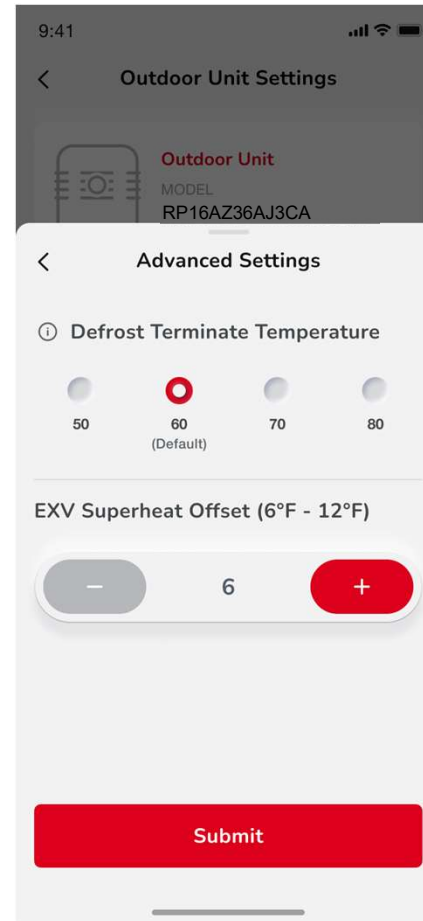 9:41
Outdoor Unit Settings
Outdoor Unit
MODEL
RP16AZ36AJ3CA
Advanced Settings
Defrost Terminate Temperature
50 60 70 80
(Default)
EXV Superheat Offset (6°F - 12°F)
− 6 +
Submit